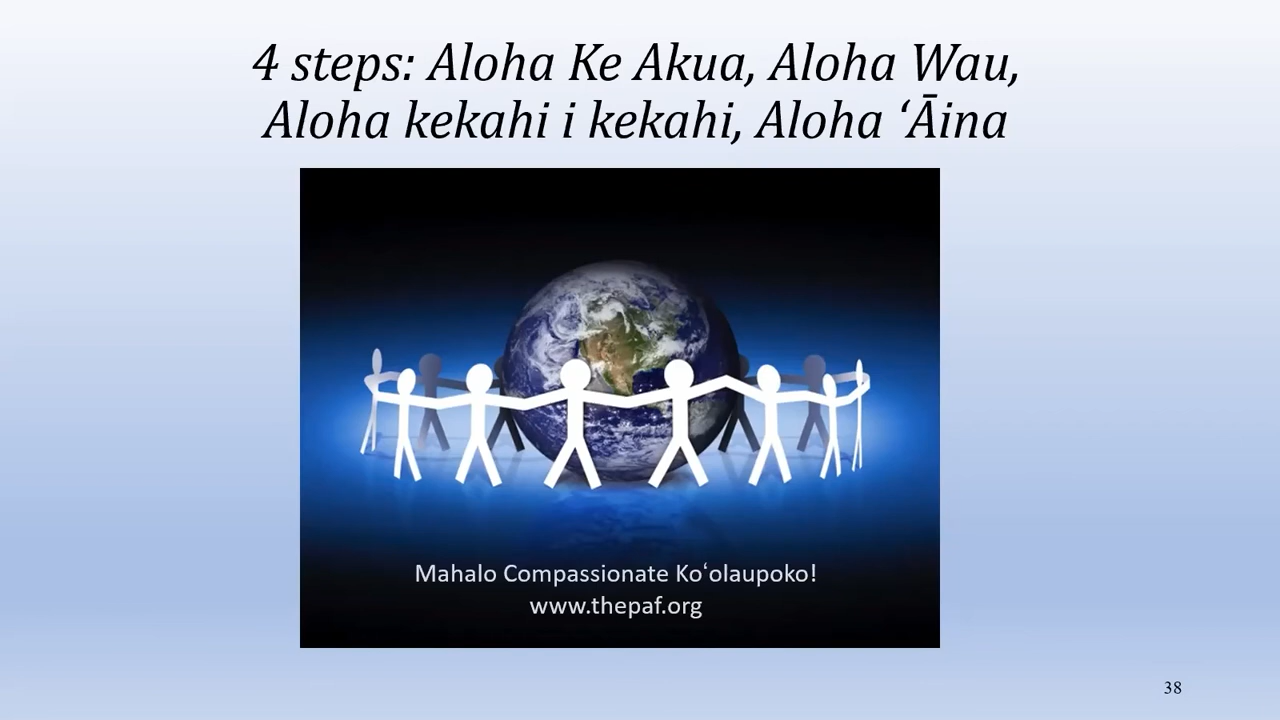 4 steps: Aloha Ke Akua, Aloha Wau,
Aloha kekahi i kekahi, Aloha ʻĀina
Mahalo Compassionate Koʻolaupoko!
www.thepaf.org
38